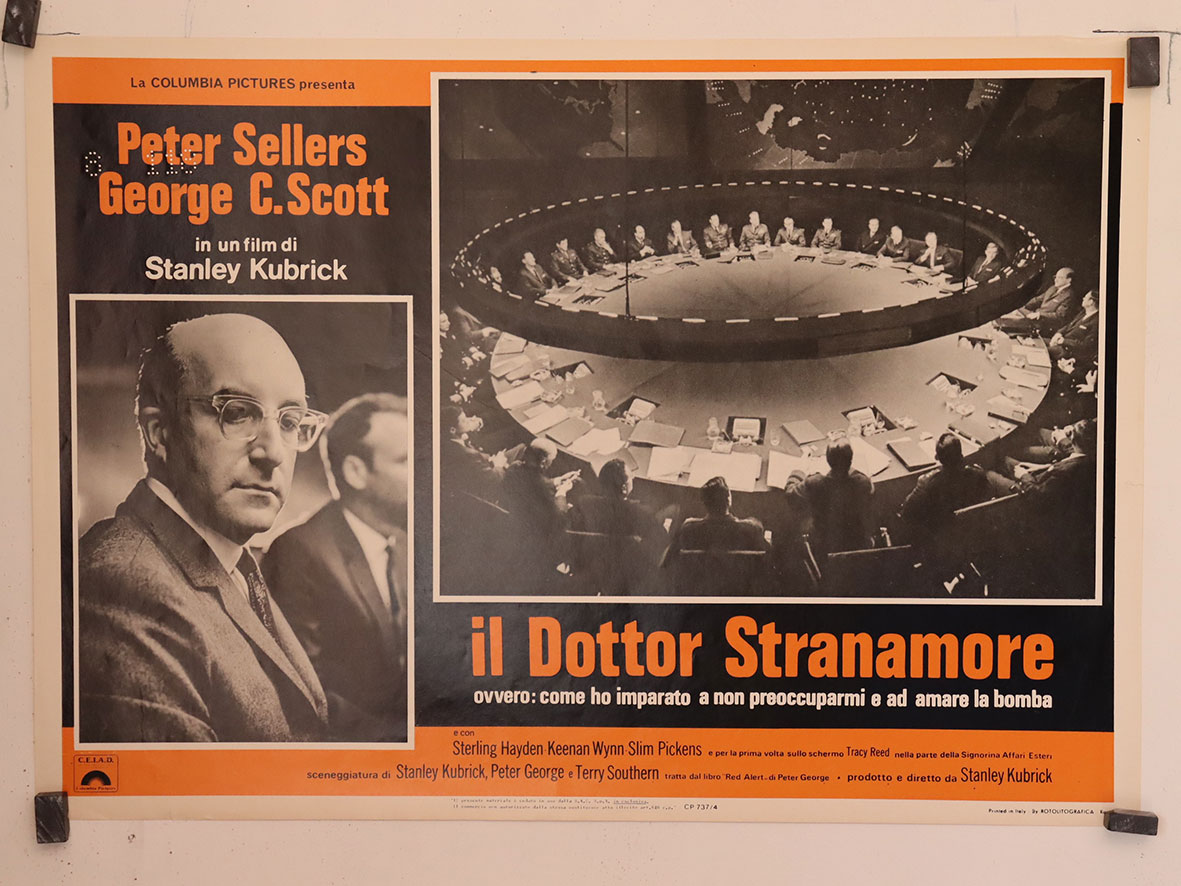 La COLUMBIA PICTURES presenta
Peter Sellers
George C. Scott
in un film di
Stanley Kubrick
il Dottor Stranamore
ovvero: come ho imparato a non preoccuparmi e ad amare la bomba
e con
Sterling Hayden Keenan Wynn Slim Pickens e per la prima volta sullo schermo Tracy Reed nella parte della Signorina Affari Esteri
sceneggiatura di Stanley Kubrick, Peter George e Terry Southern tratta dal libro "Red Alert" di Peter George • prodotto e diretto da Stanley Kubrick
C.E.I.A.D.
Columbia Pictures
CP 737/4
Printed in Italy - By ROTOLITOGRAFICA